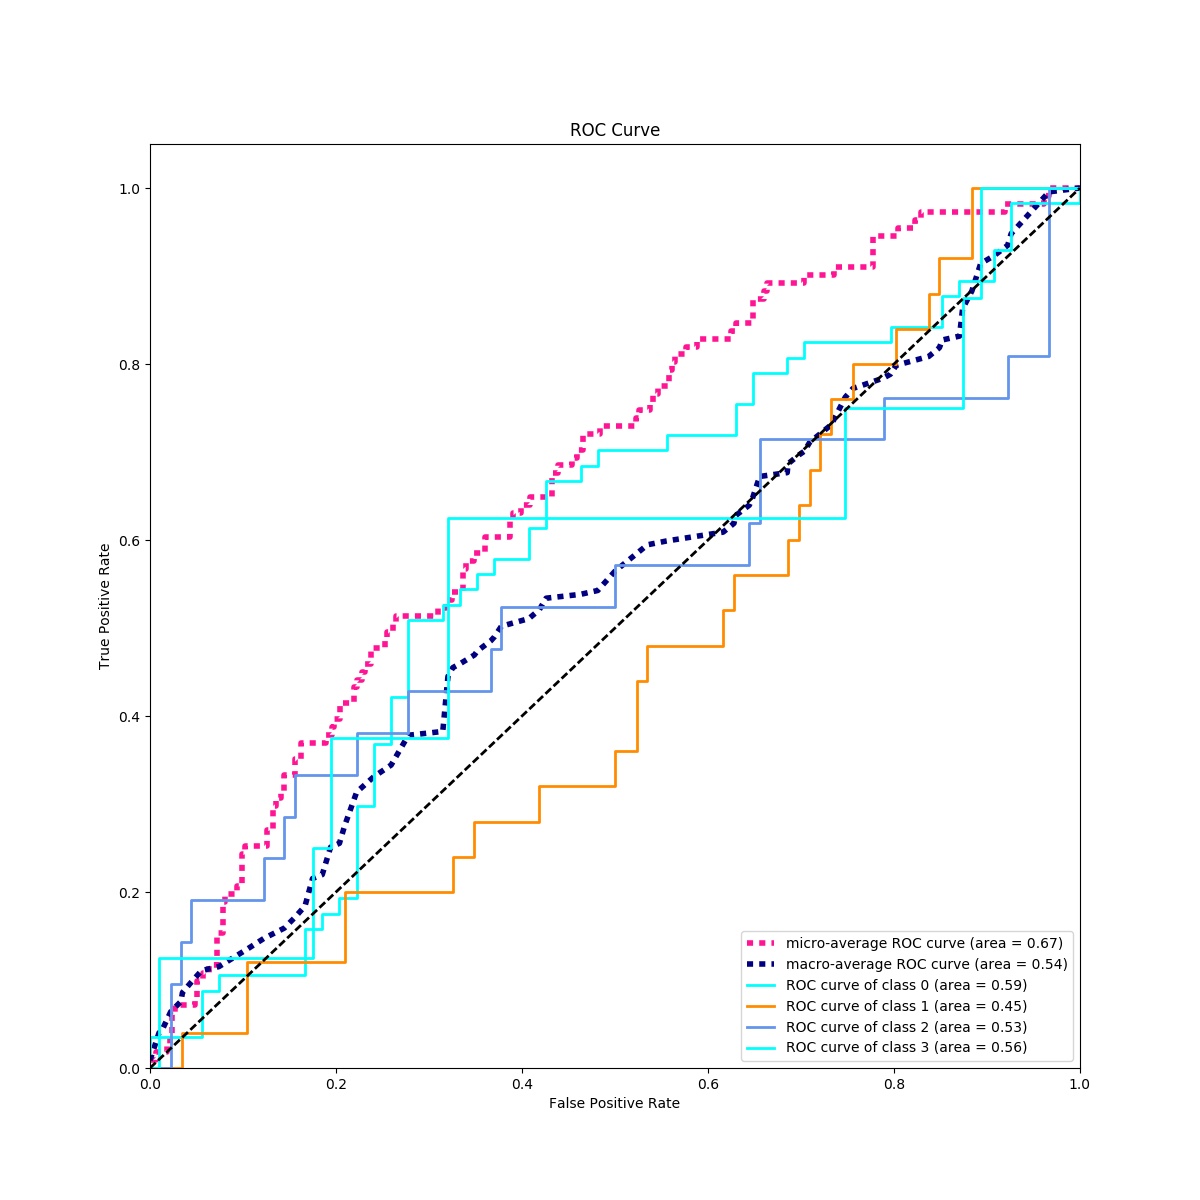 ROC Curve
True Positive Rate
1.0
0.8
0.6
0.4
0.2
0.0
0.0 0.2 0.4 0.6 0.8 1.0
False Positive Rate
micro-average ROC curve (area = 0.67)
macro-average ROC curve (area = 0.54)
ROC curve of class 0 (area = 0.59)
ROC curve of class 1 (area = 0.45)
ROC curve of class 2 (area = 0.53)
ROC curve of class 3 (area = 0.56)